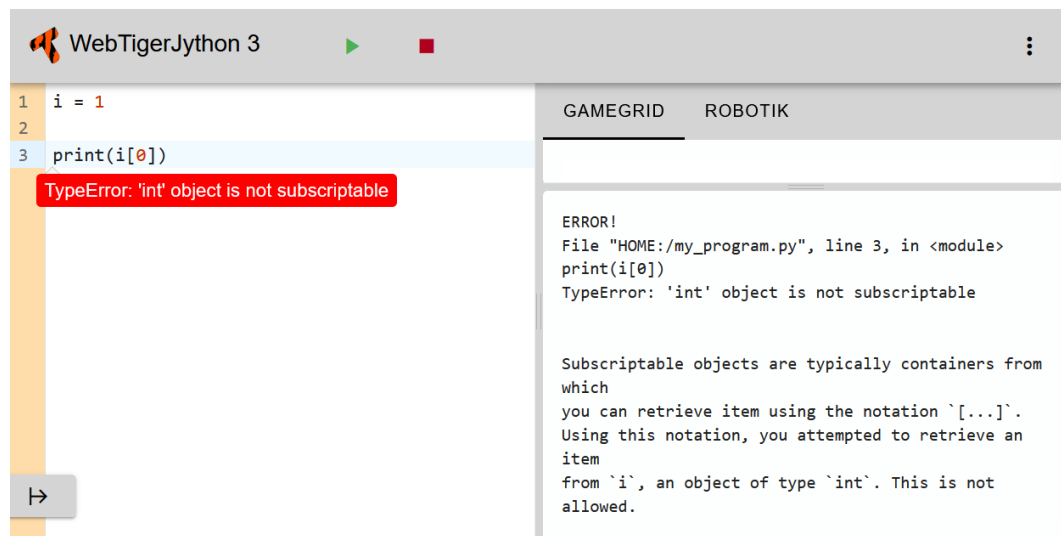 WebTigerJython 3
1 i = 1
2
3 print(i[0])
TypeError: 'int' object is not subscriptable
GAMEGRID ROBOTIK
ERROR!
File "HOME:/my_program.py", line 3, in <module>
print(i[0])
TypeError: 'int' object is not subscriptable
Subscriptable objects are typically containers from
which
you can retrieve item using the notation `[...]`.
Using this notation, you attempted to retrieve an
item
from `i`, an object of type `int`. This is not
allowed.